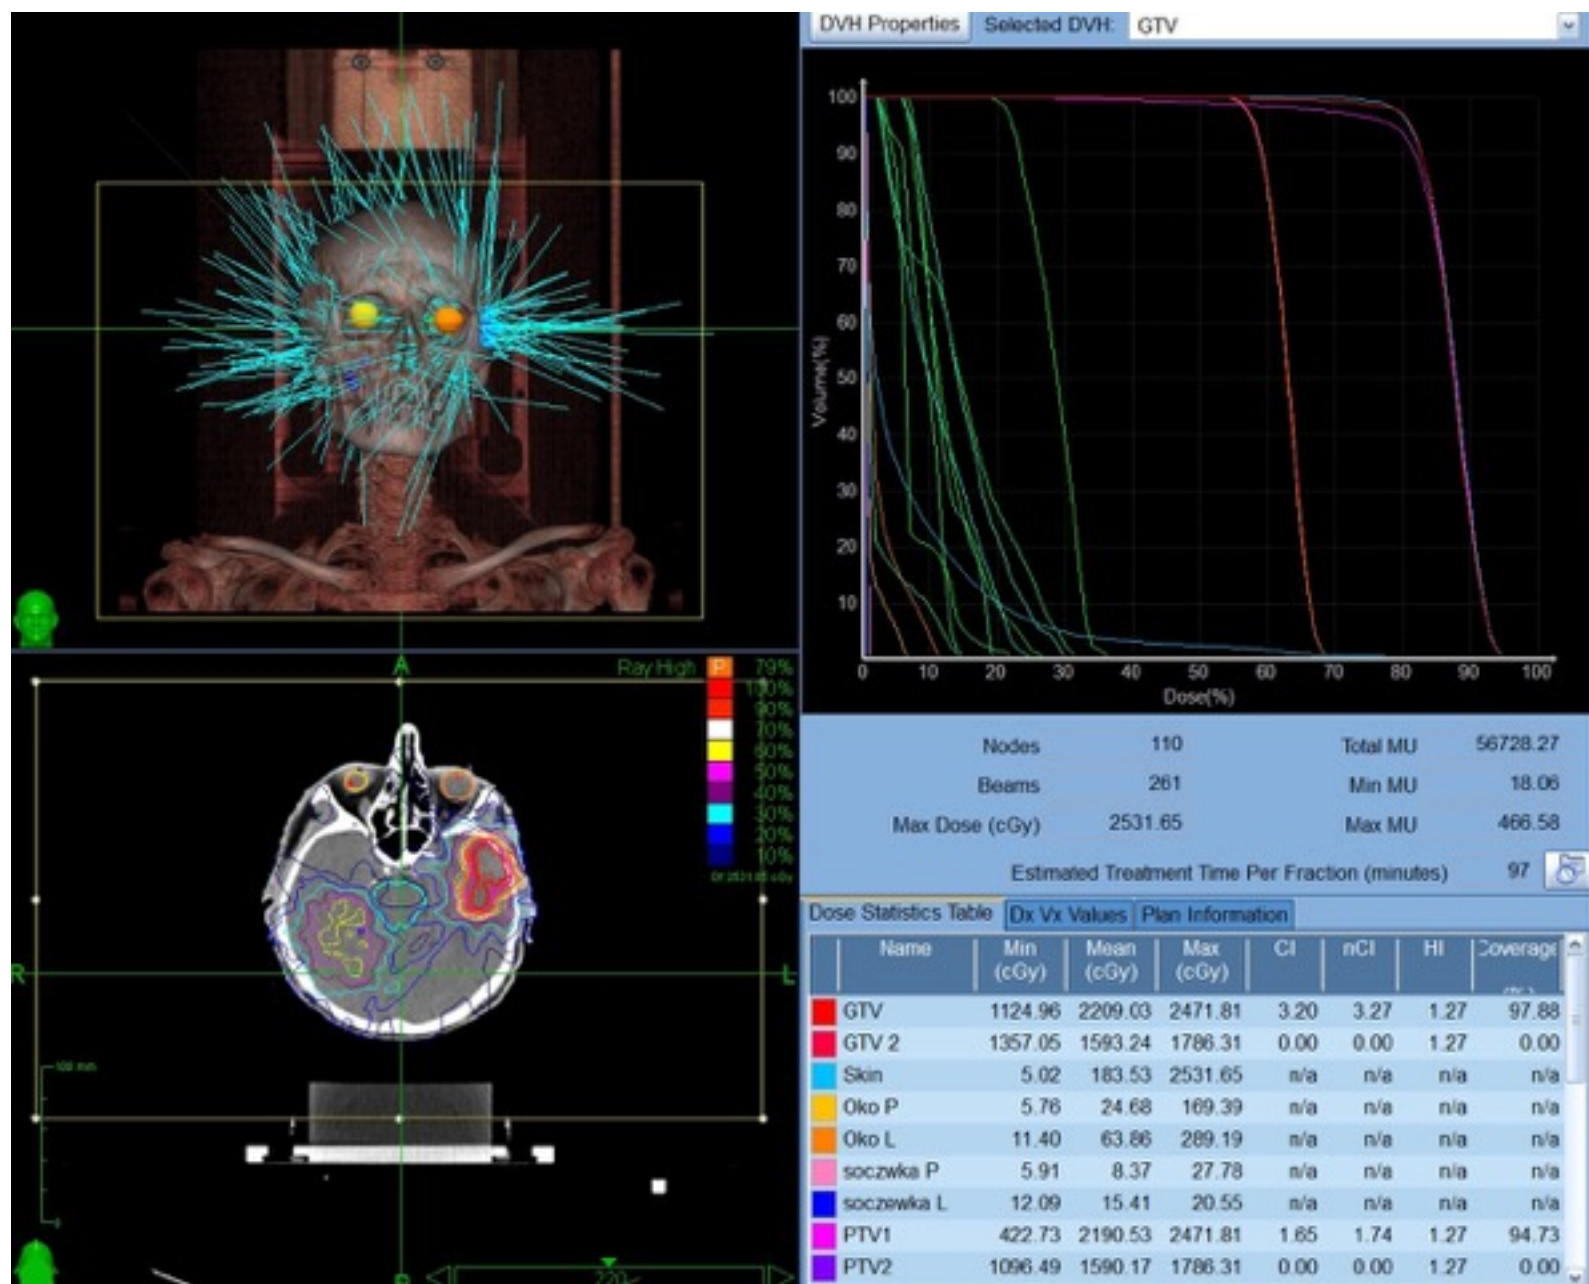 DVH Properties Selected DVH: GTV
100
90
80
70
60
50
40
30
20
10
Volume(%)
0 10 20 30 40 50 60 70 80 90 100
Dose(%)
A
Ray High P 79%
100%
90%
70%
60%
50%
40%
30%
20%
10%
R
L
100 mm
0
220
Nodes 110 Total MU 56728.27
Beams 261 Min MU 18.06
Max Dose (cGy) 2531.65 Max MU 466.58
Estimated Treatment Time Per Fraction (minutes) 97
Dose Statistics Table Dx Vx Values Plan Information
Name Min (cGy) Mean (cGy) Max (cGy) CI nCI HI Coverage
GTV 1124.96 2209.03 2471.81 3.20 3.27 1.27 97.88
GTV 2 1357.05 1593.24 1786.31 0.00 0.00 1.27 0.00
Skin 5.02 183.53 2531.65 n/a n/a n/a n/a
Oko P 5.76 24.68 169.39 n/a n/a n/a n/a
Oko L 11.40 63.86 289.19 n/a n/a n/a n/a
soczwka P 5.91 8.37 27.78 n/a n/a n/a n/a
soczewka L 12.09 15.41 20.55 n/a n/a n/a n/a
PTV1 422.73 2190.53 2471.81 1.65 1.74 1.27 94.73
PTV2 1096.49 1590.17 1786.31 0.00 0.00 1.27 0.00